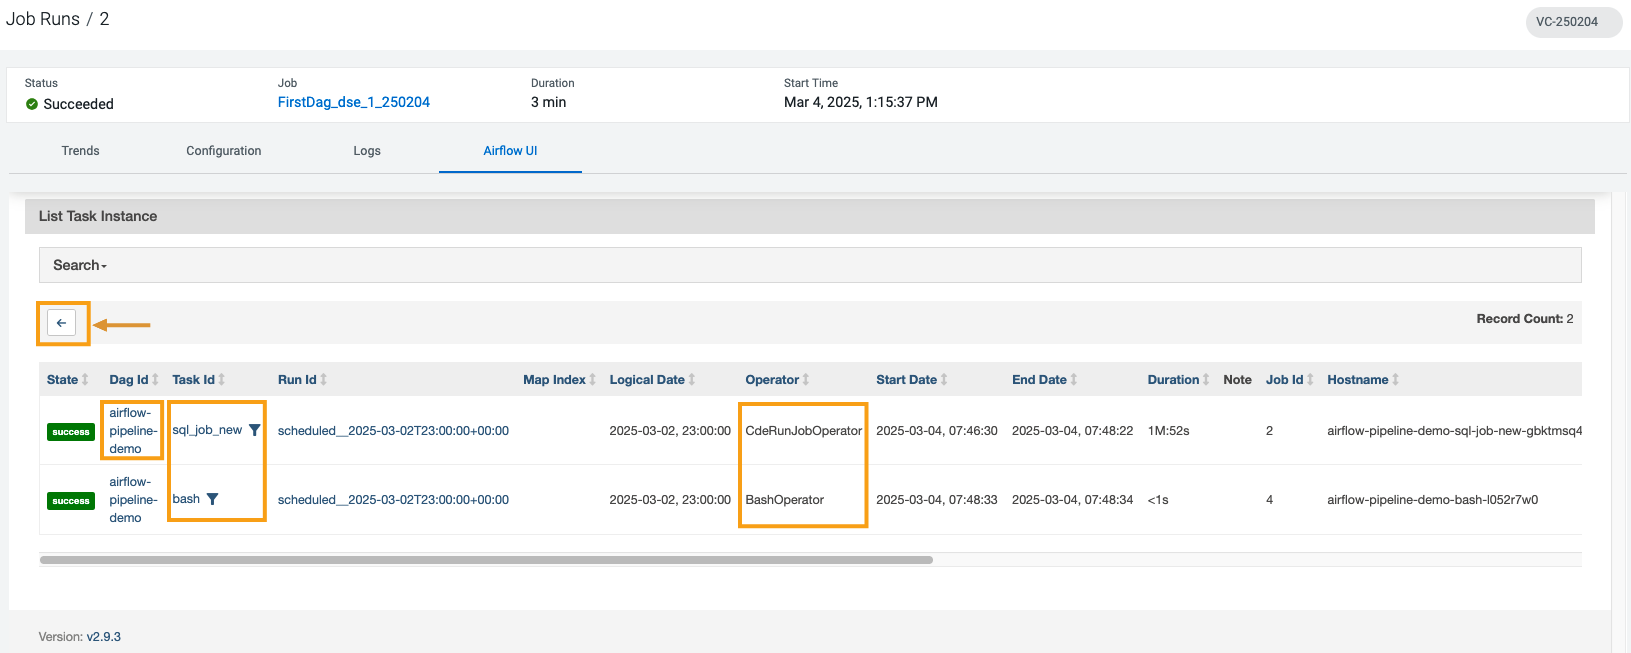 Job Runs / 2
VC-250204
Status
Job
Duration
Start Time
Succeeded
FirstDag_dse_1_250204
3 min
Mar 4, 2025, 1:15:37 PM
Trends
Configuration
Logs
Airflow UI
List Task Instance
Search
Record Count: 2
State Dag Id Task Id Run Id Map Index Logical Date Operator Start Date End Date Duration Note Job Id Hostname
success airflow-pipeline-demo sql_job_new scheduled__2025-03-02T23:00:00+00:00 2025-03-02, 23:00:00 CdeRunJobOperator 2025-03-04, 07:46:30 2025-03-04, 07:48:22 1M:52s 2 airflow-pipeline-demo-sql-job-new-gbktmsq4
success airflow-pipeline-demo bash scheduled__2025-03-02T23:00:00+00:00 2025-03-02, 23:00:00 BashOperator 2025-03-04, 07:48:33 2025-03-04, 07:48:34 <1s 4 airflow-pipeline-demo-bash-l052r7w0
Version: v2.9.3